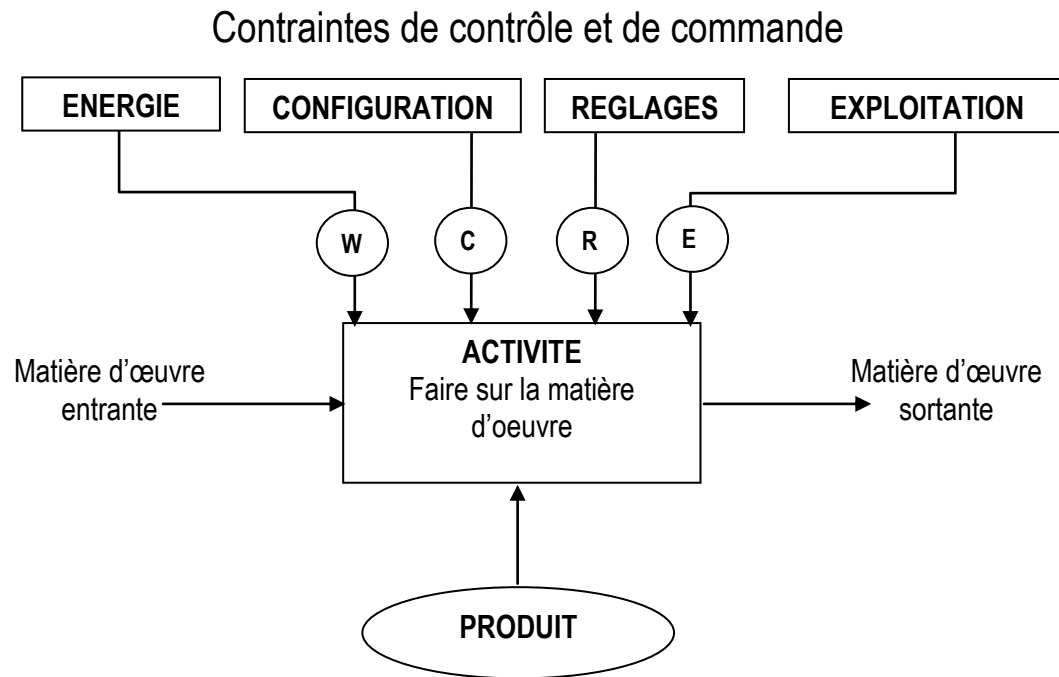 Contraintes de contrôle et de commande
ENERGIE
CONFIGURATION
REGLAGES
EXPLOITATION
W
C
R
E
ACTIVITE
Faire sur la matière
d'oeuvre
Matière d'œuvre
entrante
Matière d'œuvre
sortante
PRODUIT